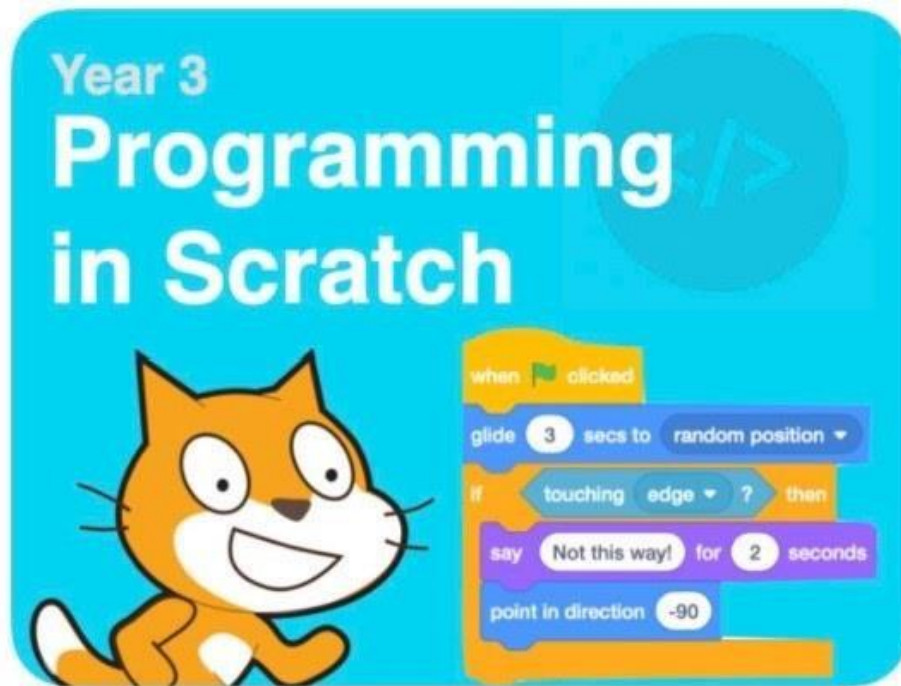 Year 3
Programming
</>
in Scratch
when clicked
glide 3 secs to random position
if touching edge ? then
say Not this way! for 2 seconds
point in direction -90